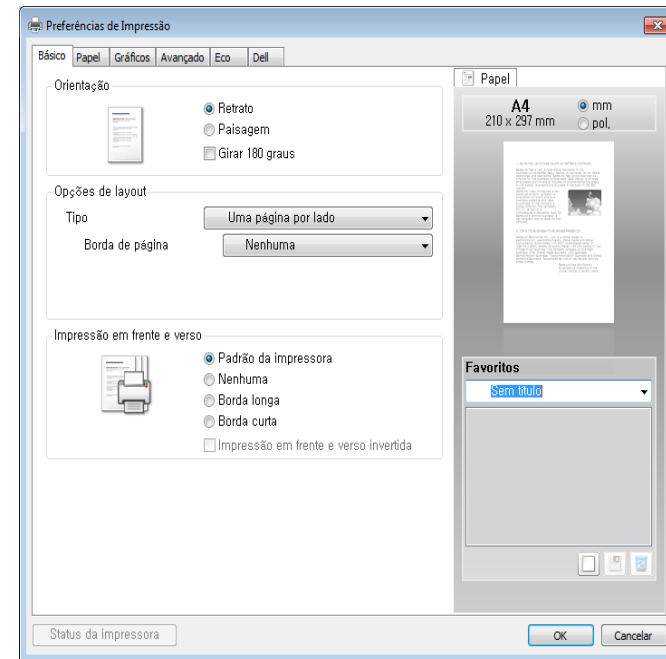 Preferências de Impressão
Básico Papel Gráficos Avançado Eco Dell
Orientação
Retrato
Paisagem
Girar 180 graus
Opções de layout
Tipo Uma página por lado
Borda de página Nenhuma
Impressão em frente e verso
Padrão da impressora
Nenhuma
Borda longa
Borda curta
Impressão em frente e verso invertida
Papel
A4 mm
210 x 297 mm pol.
Favoritos
Sem título
Status da impressora OK Cancelar